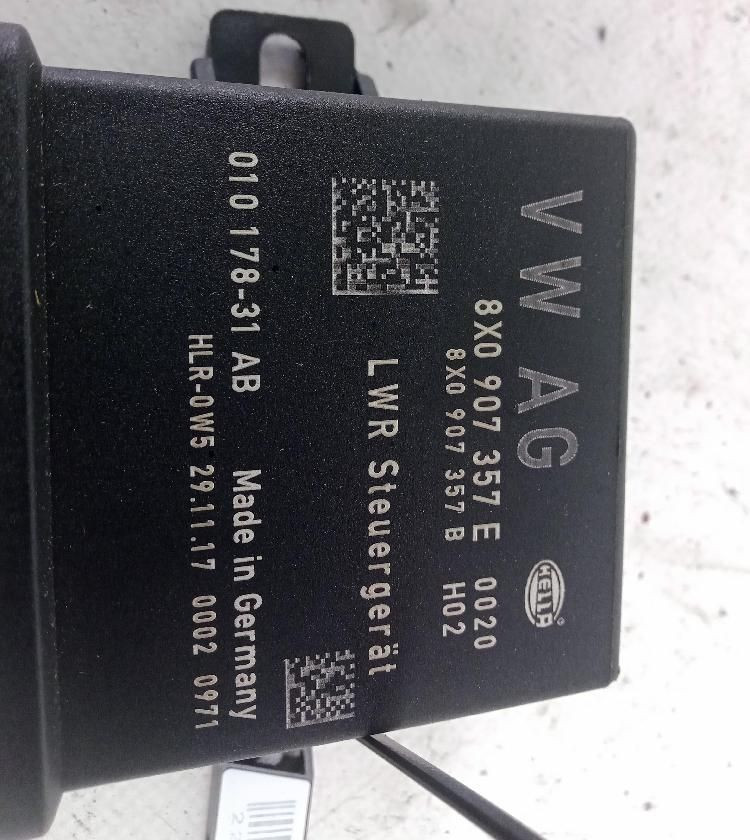 VW AG
HELLA
8X0 907 357 E 0020
8X0 907 357 B H02
LWR Steuergerät
010 178-31 AB Made in Germany
HLR-0W5 29.11.17 0002 0971